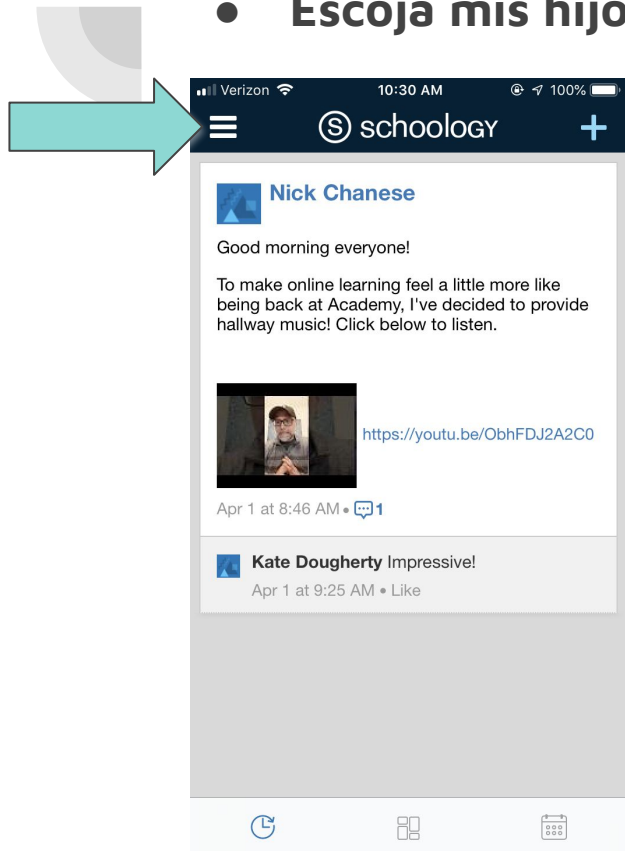 ● Escoja mis hijo
Verizon 10:30 AM 100%
S schoology +
Nick Chanese
Good morning everyone!
To make online learning feel a little more like
being back at Academy, I've decided to provide
hallway music! Click below to listen.
https://youtu.be/ObhFDJ2A2C0
Apr 1 at 8:46 AM • 1
Kate Dougherty Impressive!
Apr 1 at 9:25 AM • Like